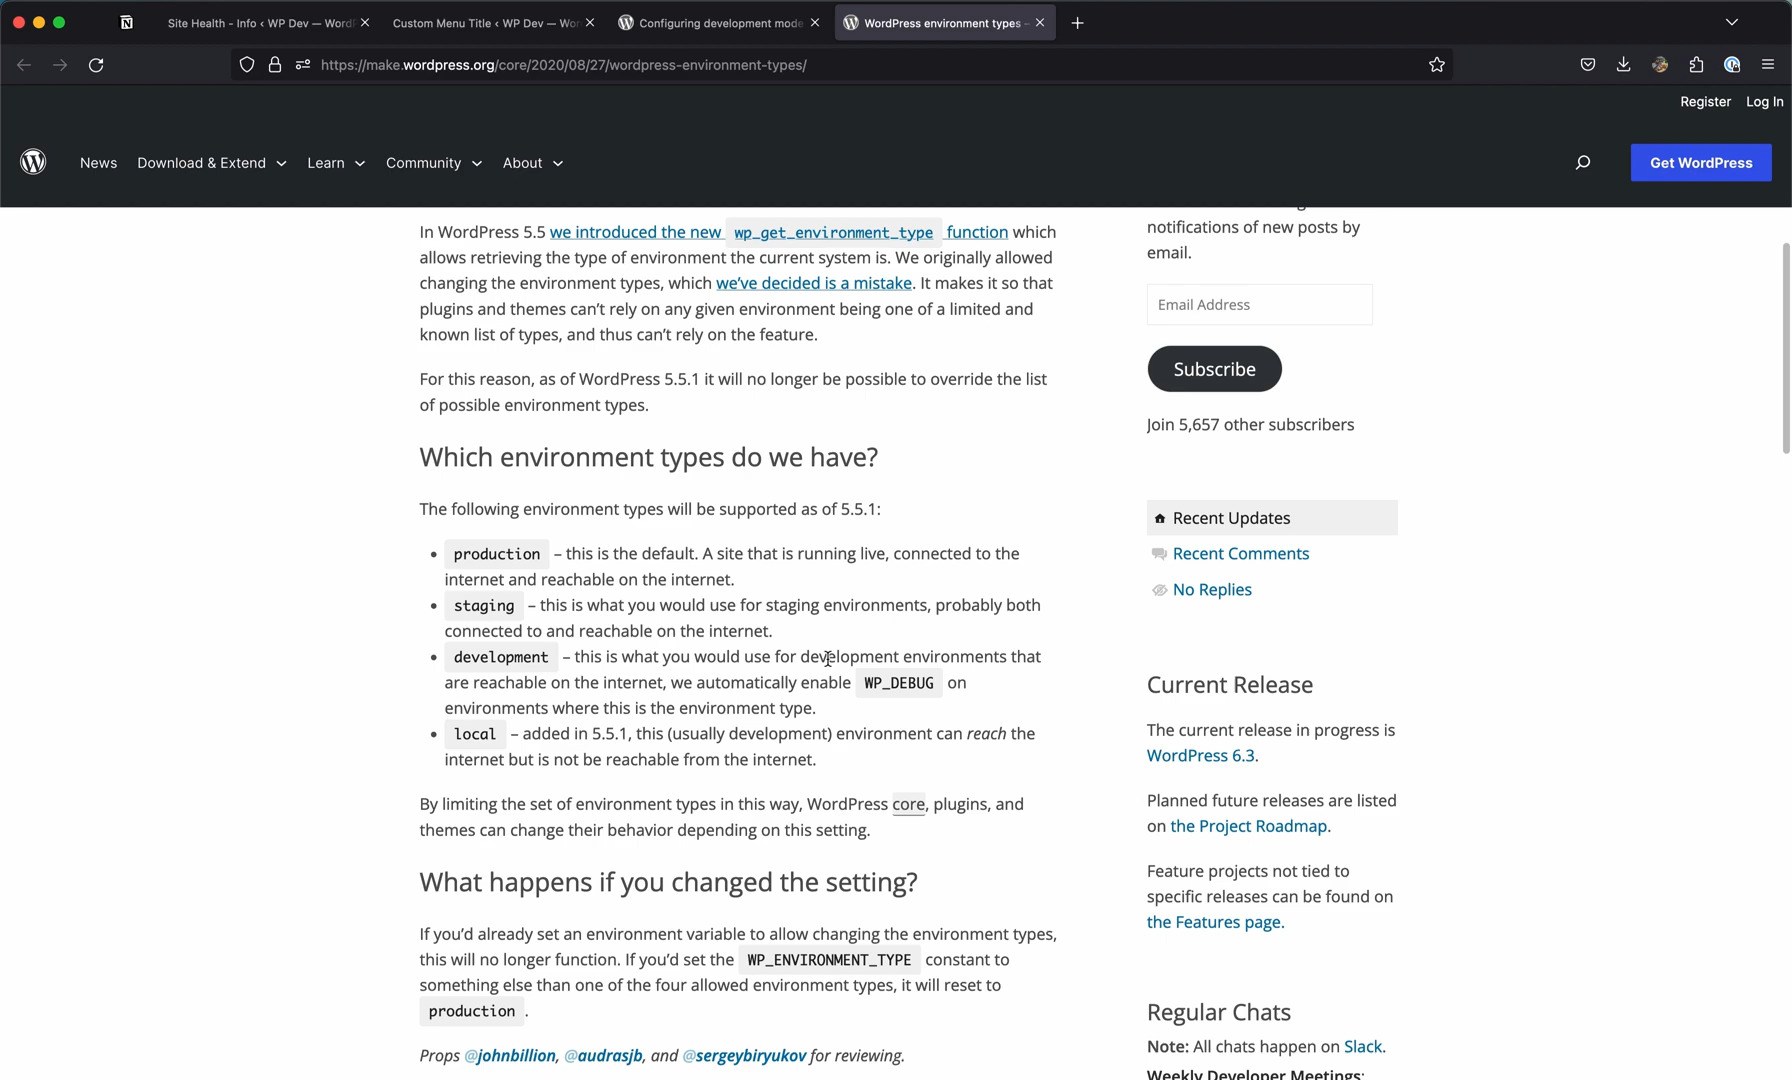 Site Health - Info ‹ WP Dev — WordP
Custom Menu Title ‹ WP Dev — Wor
Configuring development mode
WordPress environment types –
https://make.wordpress.org/core/2020/08/27/wordpress-environment-types/
Register Log In
News Download & Extend Learn Community About Get WordPress
In WordPress 5.5 we introduced the new wp_get_environment_type function which
allows retrieving the type of environment the current system is. We originally allowed
changing the environment types, which we’ve decided is a mistake. It makes it so that
plugins and themes can’t rely on any given environment being one of a limited and
known list of types, and thus can’t rely on the feature.
For this reason, as of WordPress 5.5.1 it will no longer be possible to override the list
of possible environment types.
Which environment types do we have?
The following environment types will be supported as of 5.5.1:
• production – this is the default. A site that is running live, connected to the
internet and reachable on the internet.
• staging – this is what you would use for staging environments, probably both
connected to and reachable on the internet.
• development – this is what you would use for development environments that
are reachable on the internet, we automatically enable WP_DEBUG on
environments where this is the environment type.
• local – added in 5.5.1, this (usually development) environment can reach the
internet but is not be reachable from the internet.
By limiting the set of environment types in this way, WordPress core, plugins, and
themes can change their behavior depending on this setting.
What happens if you changed the setting?
If you’d already set an environment variable to allow changing the environment types,
this will no longer function. If you’d set the WP_ENVIRONMENT_TYPE constant to
something else than one of the four allowed environment types, it will reset to
production .
Props @johnbillion, @audrasjb, and @sergeybiryukov for reviewing.
notifications of new posts by
email.
Email Address
Subscribe
Join 5,657 other subscribers
Recent Updates
Recent Comments
No Replies
Current Release
The current release in progress is
WordPress 6.3.
Planned future releases are listed
on the Project Roadmap.
Feature projects not tied to
specific releases can be found on
the Features page.
Regular Chats
Note: All chats happen on Slack.
Weekly Developer Meetings: